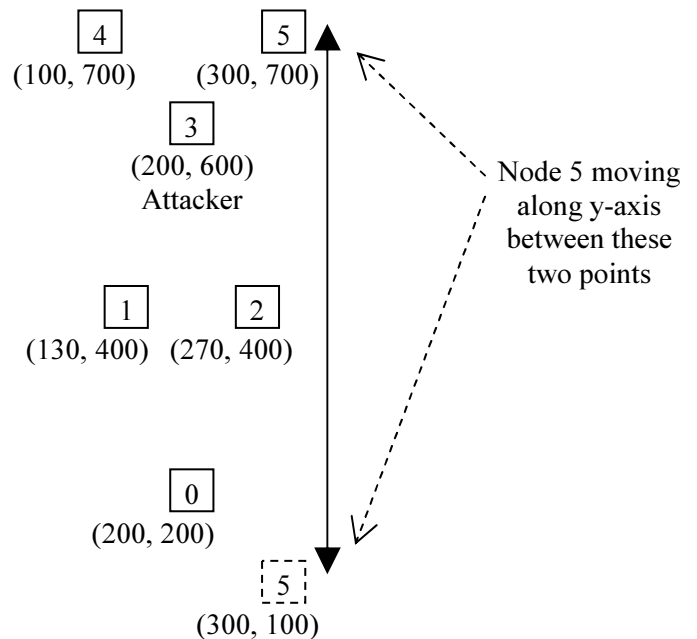 4
5
(100, 700)
(300, 700)
3
(200, 600)
Attacker
Node 5 moving
along y-axis
between these
two points
1
2
(130, 400)
(270, 400)
0
(200, 200)
5
(300, 100)